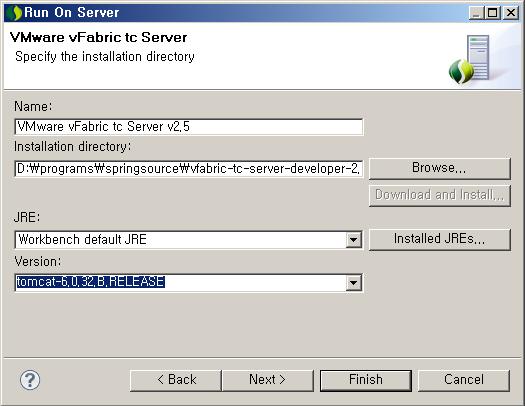 Run On Server
VMware vFabric tc Server
Specify the installation directory
Name:
VMware vFabric tc Server v2.5
Installation directory:
D:₩programs₩springsource₩vfabric-tc-server-developer-2.
Browse...
Download and Install...
JRE:
Workbench default JRE
Installed JREs...
Version:
tomcat-6.0.32.B.RELEASE
?
< Back
Next >
Finish
Cancel